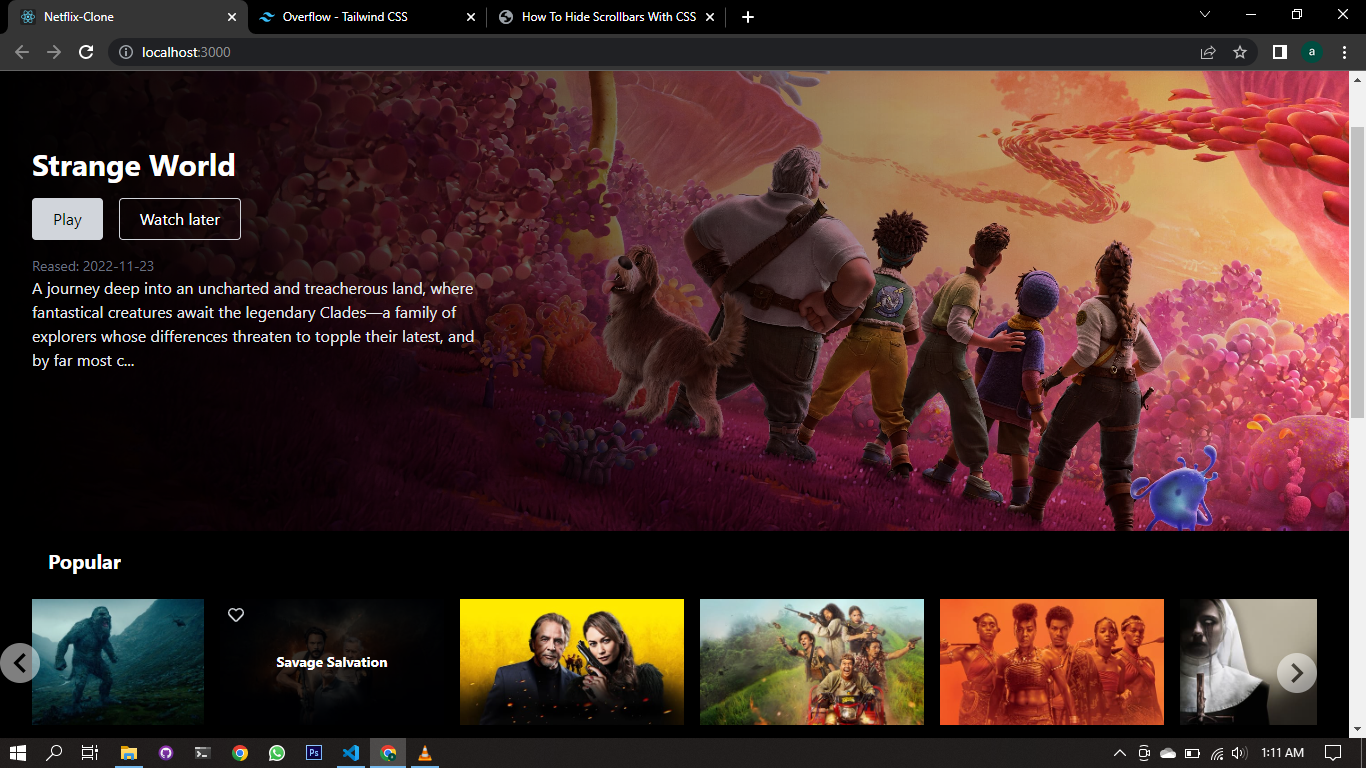 Netflix-Clone
Overflow - Tailwind CSS
How To Hide Scrollbars With CSS
localhost:3000
a
Strange World
Play
Watch later
Reased: 2022-11-23
A journey deep into an uncharted and treacherous land, where
fantastical creatures await the legendary Clades—a family of
explorers whose differences threaten to topple their latest, and
by far most c...
Popular
Savage Salvation
Ps
1:11 AM